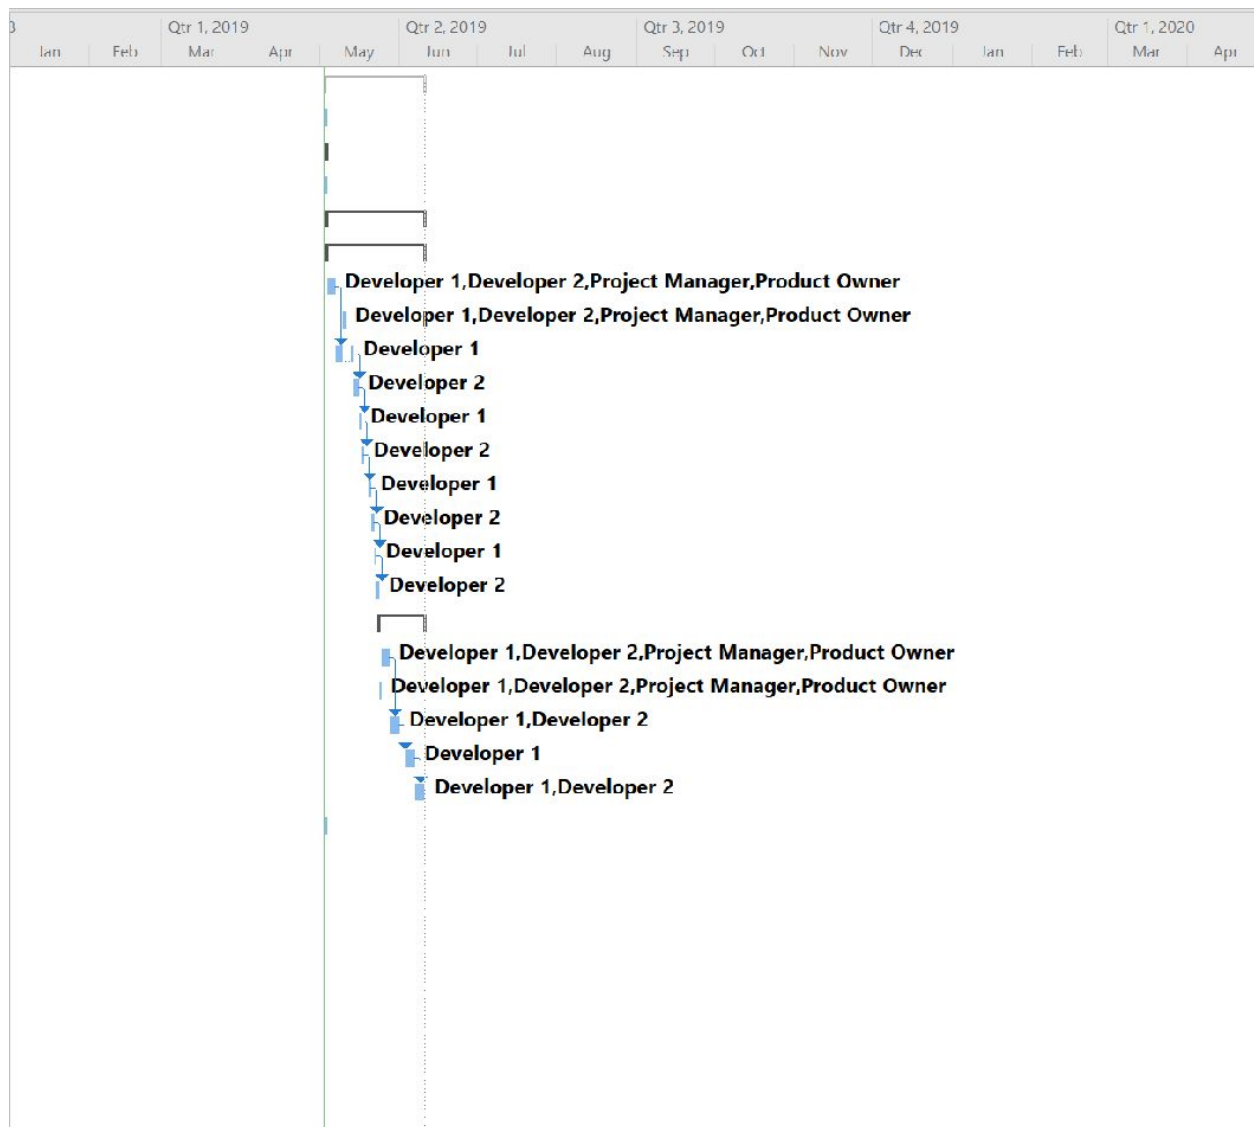 3 Qtr 1, 2019 Qtr 2, 2019 Qtr 3, 2019 Qtr 4, 2019 Qtr 1, 2020
Jan Feb Mar Apr May Jun Jul Aug Sep Oct Nov Dec Jan Feb Mar Apr
Developer 1,Developer 2,Project Manager,Product Owner
Developer 1,Developer 2,Project Manager,Product Owner
Developer 1
Developer 2
Developer 1
Developer 2
Developer 1
Developer 2
Developer 1
Developer 2
Developer 1,Developer 2,Project Manager,Product Owner
Developer 1,Developer 2,Project Manager,Product Owner
Developer 1,Developer 2
Developer 1
Developer 1,Developer 2